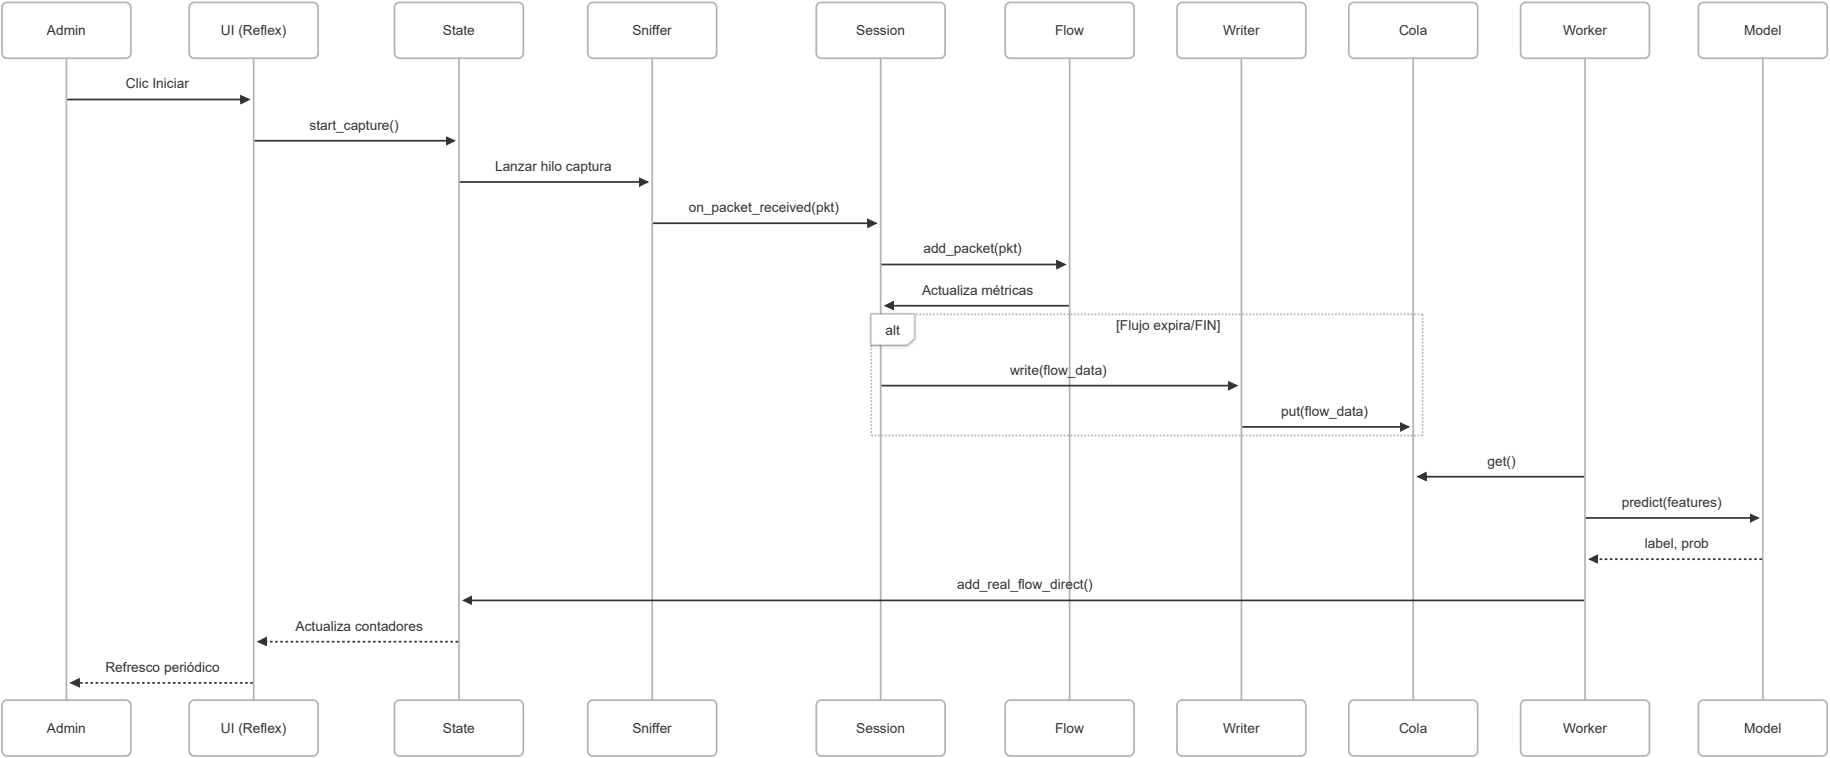 Admin
UI (Reflex)
State
Sniffer
Session
Flow
Writer
Cola
Worker
Model
Clic Iniciar
start_capture()
Lanzar hilo captura
on_packet_received(pkt)
add_packet(pkt)
Actualiza métricas
alt
[Flujo expira/FIN]
write(flow_data)
put(flow_data)
get()
predict(features)
label, prob
add_real_flow_direct()
Actualiza contadores
Refresco periódico
Admin
UI (Reflex)
State
Sniffer
Session
Flow
Writer
Cola
Worker
Model